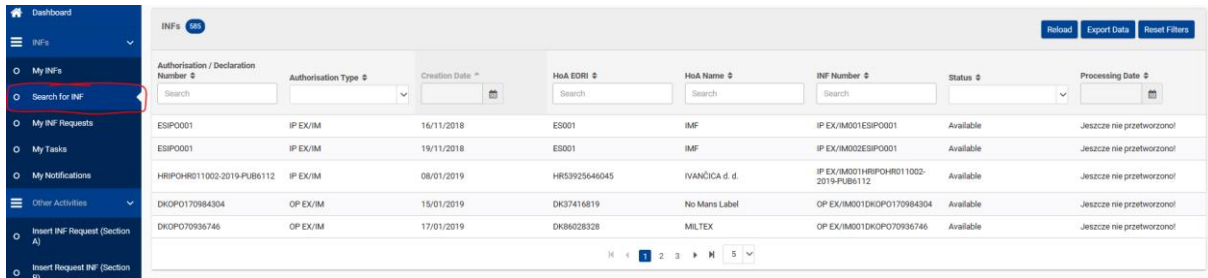 Dashboard
INFs
My INFs
Search for INF
My INF Requests
My Tasks
My Notifications
Other Activities
Insert INF Request (Section
A)
Insert Request INF (Section
B)
INFs 585
Reload Export Data Reset Filters
Authorisation / Declaration
Number Authorisation Type Creation Date HoA EORI HoA Name INF Number Status Processing Date
Search Search Search Search
ESIPO001 IP EX/IM 16/11/2018 ES001 IMF IP EX/IM001ESIPO001 Available Jeszcze nie przetworzono!
ESIPO001 IP EX/IM 19/11/2018 ES001 IMF IP EX/IM002ESIPO001 Available Jeszcze nie przetworzono!
HRIPOHR011002-2019-PUB6112 IP EX/IM 08/01/2019 HR53925646045 IVANČICA d. d. IP EX/IM001HRIPOHR011002-
2019-PUB6112 Available Jeszcze nie przetworzono!
DKOPO170984304 OP EX/IM 15/01/2019 DK37416819 No Mans Label OP EX/IM001DKOPO170984304 Available Jeszcze nie przetworzono!
DKOPO70936746 OP EX/IM 17/01/2019 DK86028328 MILTEX OP EX/IM001DKOPO70936746 Available Jeszcze nie przetworzono!
1 2 3 5